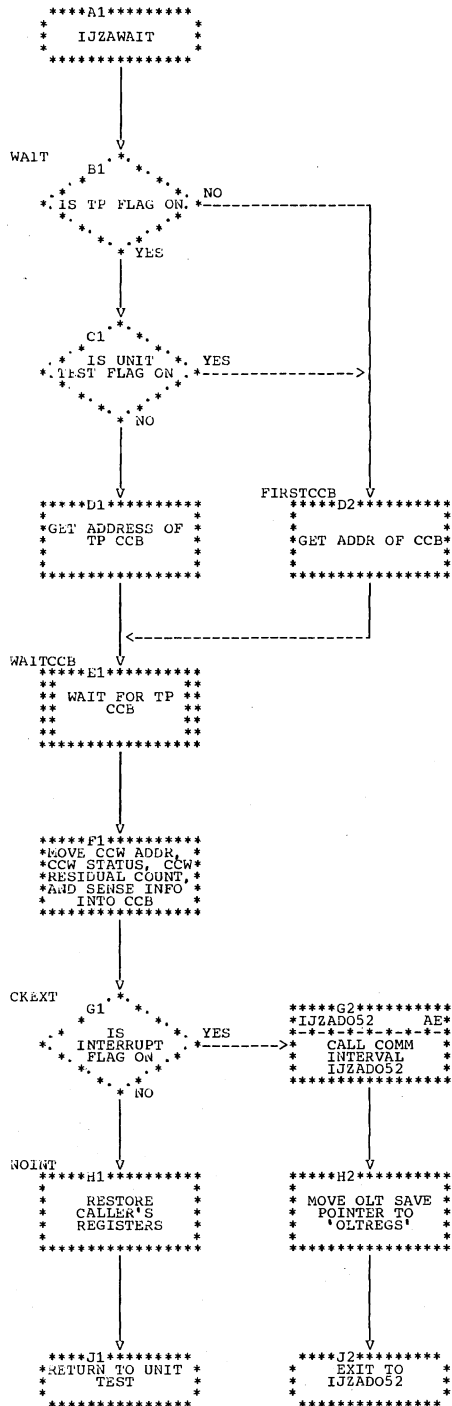 A1
IJZAWAIT
WAIT
B1
IS TP FLAG ON
NO
YES
C1
IS UNIT
TEST FLAG ON
YES
NO
D1
GET ADDRESS OF
TP CCB
FIRSTCCB
D2
GET ADDR OF CCB
WAITCCB
E1
WAIT FOR TP
CCB
F1
MOVE CCW ADDR,
CCW STATUS, CCW
RESIDUAL COUNT,
AND SENSE INFO
INTO CCB
CKEXT
G1
IS
INTERRUPT
FLAG ON
YES
NO
G2
IJZADO52 AE
CALL COMM
INTERVAL
IJZADO52
NOINT
H1
RESTORE
CALLER'S
REGISTERS
H2
MOVE OLT SAVE
POINTER TO
'OLTREGS'
J1
RETURN TO UNIT
TEST
J2
EXIT TO
IJZADO52